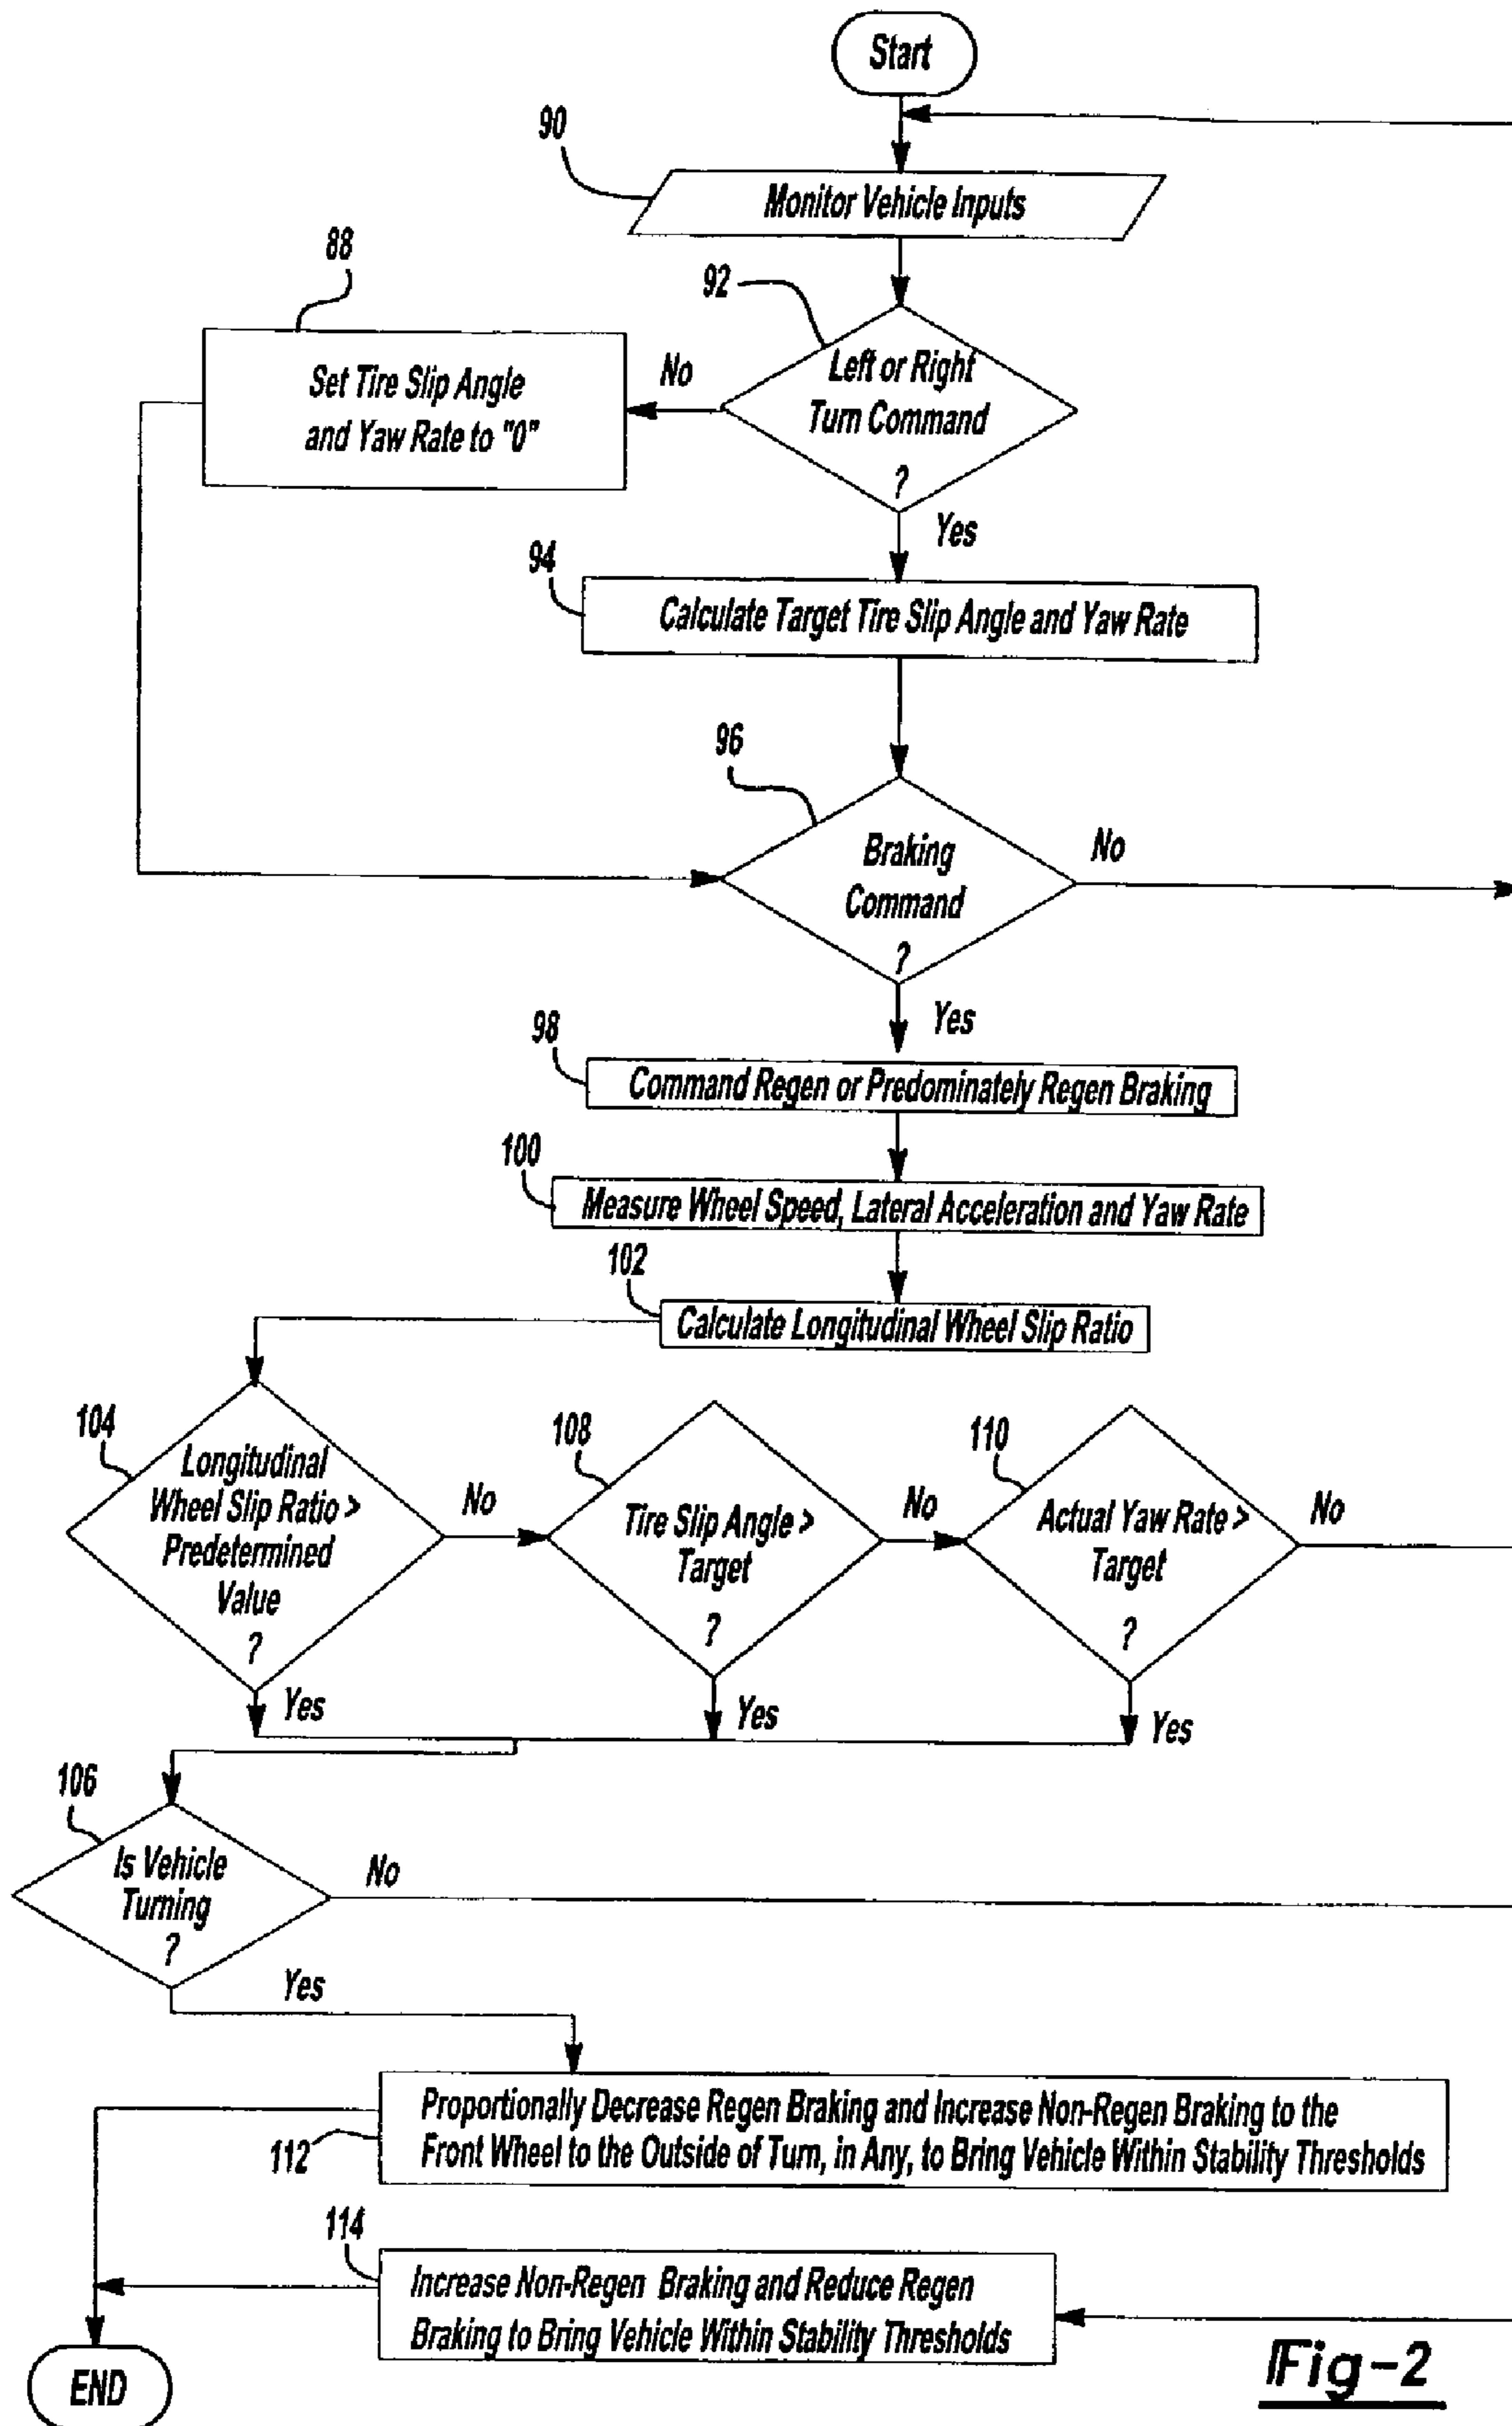 Start
90
Monitor Vehicle Inputs
88
92
Set Tire Slip Angle
and Yaw Rate to "0"
No
Left or Right
Turn Command
?
Yes
94
Calculate Target Tire Slip Angle and Yaw Rate
96
Braking
Command
?
No
Yes
98
Command Regen or Predominately Regen Braking
100
Measure Wheel Speed, Lateral Acceleration and Yaw Rate
102
Calculate Longitudinal Wheel Slip Ratio
104
Longitudinal
Wheel Slip Ratio >
Predetermined
Value
?
No
Yes
108
Tire Slip Angle >
Target
?
No
Yes
110
Actual Yaw Rate >
Target
?
No
Yes
106
Is Vehicle
Turning
?
No
Yes
112
Proportionally Decrease Regen Braking and Increase Non-Regen Braking to the
Front Wheel to the Outside of Turn, in Any, to Bring Vehicle Within Stability Thresholds
114
Increase Non-Regen Braking and Reduce Regen
Braking to Bring Vehicle Within Stability Thresholds
END
Fig-2